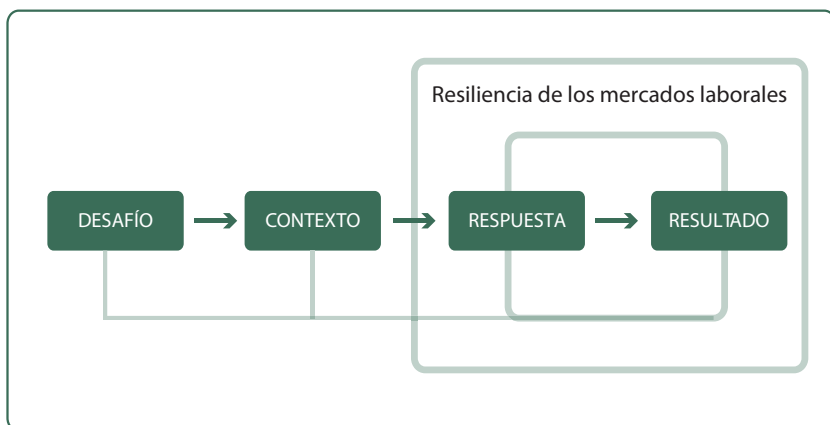 Resiliencia de los mercados laborales
DESAFÍO
CONTEXTO
RESPUESTA
RESULTADO